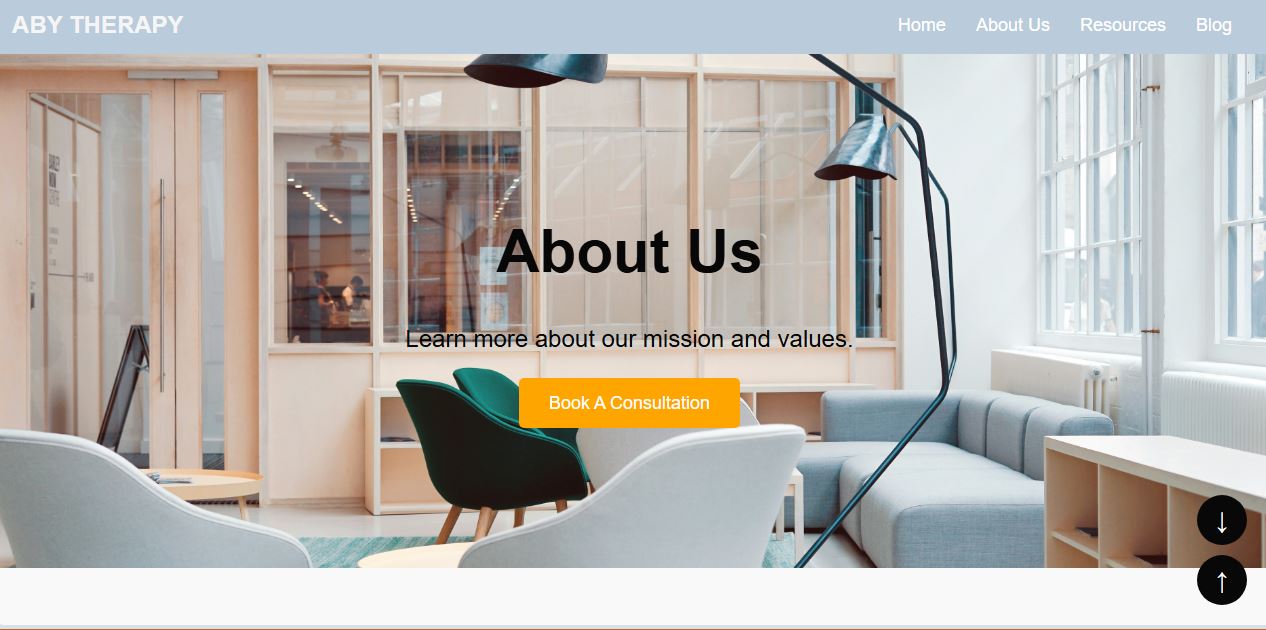 ABY THERAPY
Home About Us Resources Blog
About Us
Learn more about our mission and values.
Book A Consultation
↓
↑